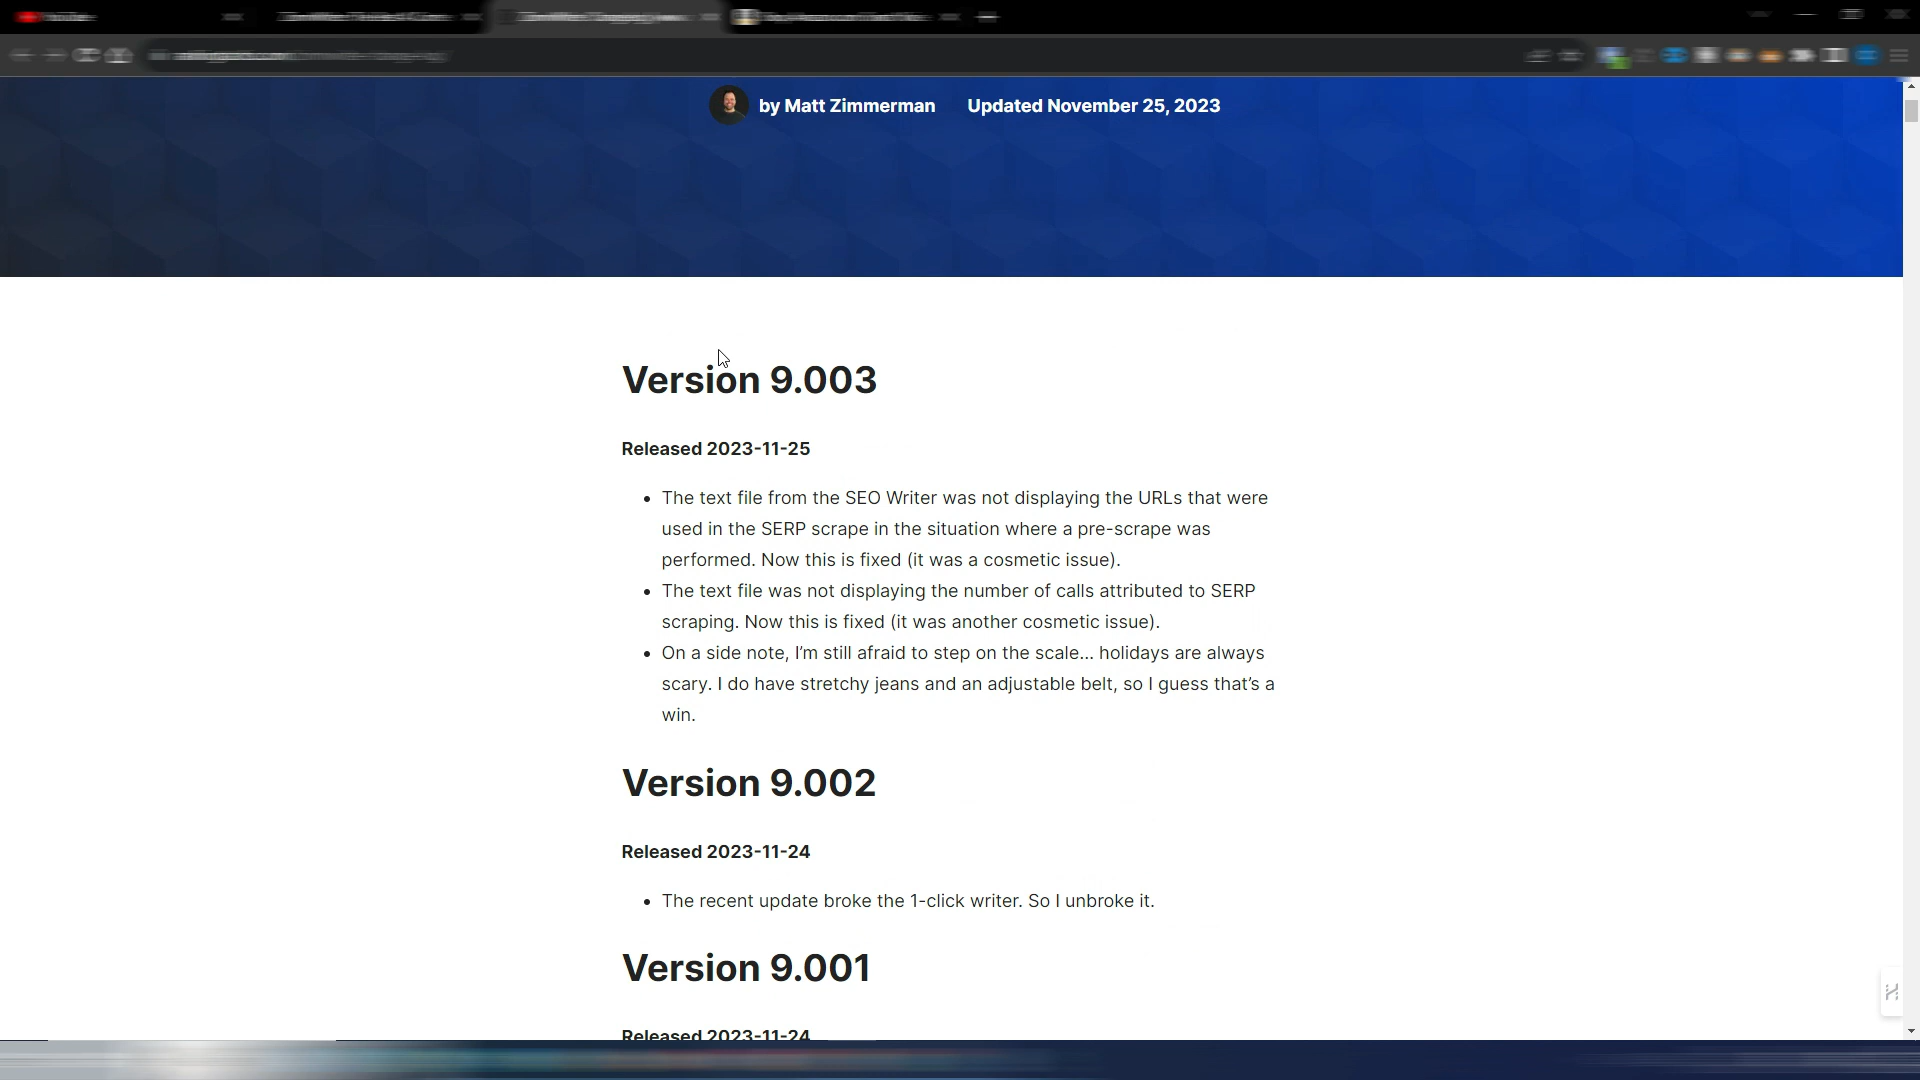 by Matt Zimmerman Updated November 25, 2023
Version 9.003
Released 2023-11-25
• The text file from the SEO Writer was not displaying the URLs that were
used in the SERP scrape in the situation where a pre-scrape was
performed. Now this is fixed (it was a cosmetic issue).
• The text file was not displaying the number of calls attributed to SERP
scraping. Now this is fixed (it was another cosmetic issue).
• On a side note, I’m still afraid to step on the scale… holidays are always
scary. I do have stretchy jeans and an adjustable belt, so I guess that’s a
win.
Version 9.002
Released 2023-11-24
• The recent update broke the 1-click writer. So I unbroke it.
Version 9.001
Released 2023-11-24